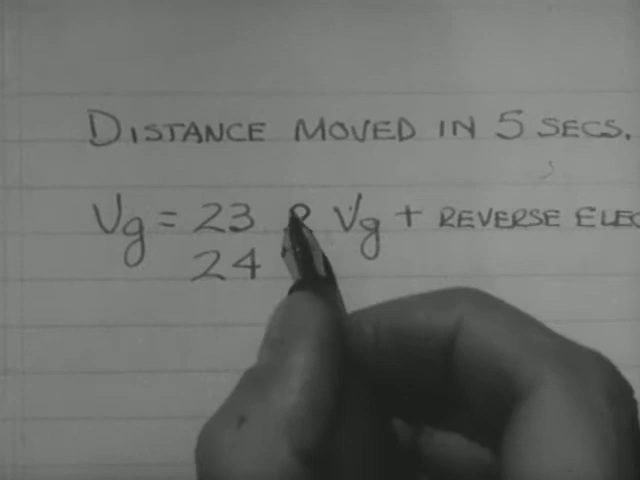 DISTANCE MOVED IN 5 SECS.
Vg = 23 Vg + REVERSE ELEC
24